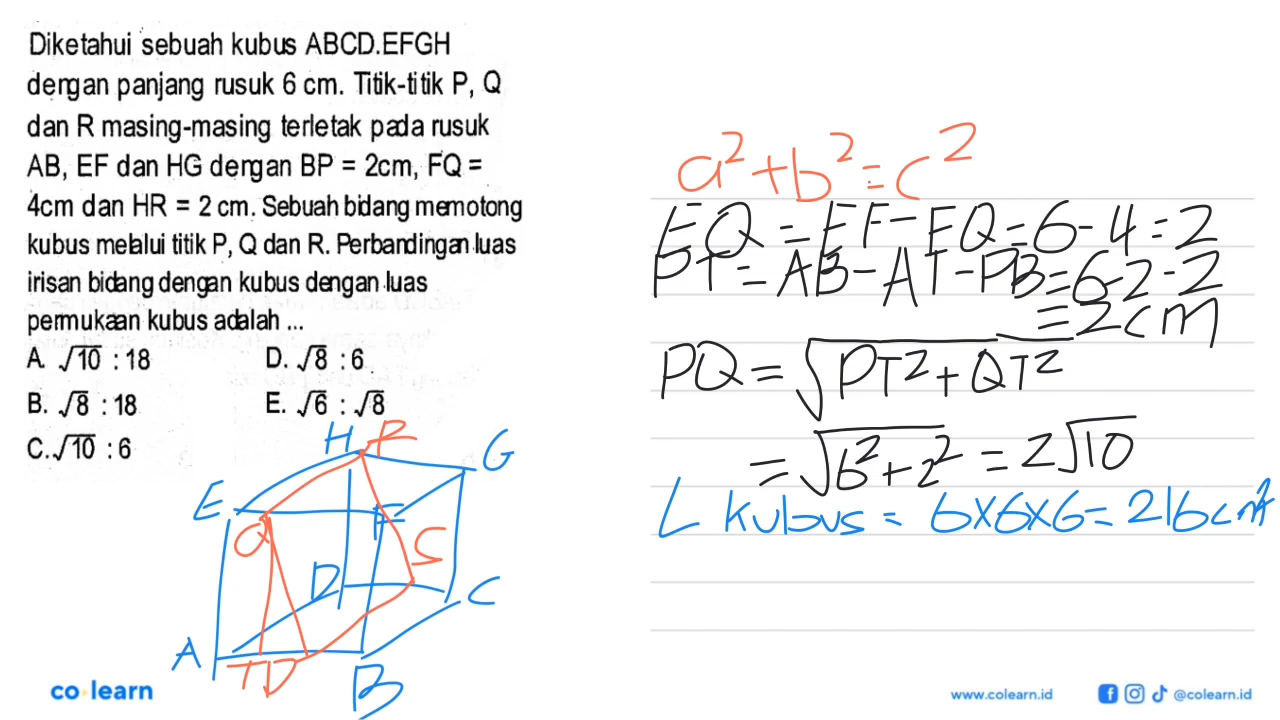 Diketahui sebuah kubus ABCD.EFGH
dengan panjang rusuk 6 cm. Titik-titik P, Q
dan R masing-masing terletak pada rusuk
AB, EF dan HG dengan BP = 2cm, FQ =
4cm dan HR = 2 cm. Sebuah bidang memotong
kubus melalui titik P, Q dan R. Perbandingan luas
irisan bidang dengan kubus dengan luas
permukaan kubus adalah ...
A. √10 : 18 D. √8 : 6
B. √8 : 18 E. √6 : √8
C. √10 : 6
H R G
E Q F S
D C
A T P B
a² + b² = c²
EQ = EF - FQ = 6 - 4 = 2
PT = AB - AT - PB = 6 - 2 - 2
= 2 cm
PQ = √PT² + QT²
= √6² + 2² = 2√10
L kubus = 6×6×6 = 216 cm²
co learn
www.colearn.id @colearn.id